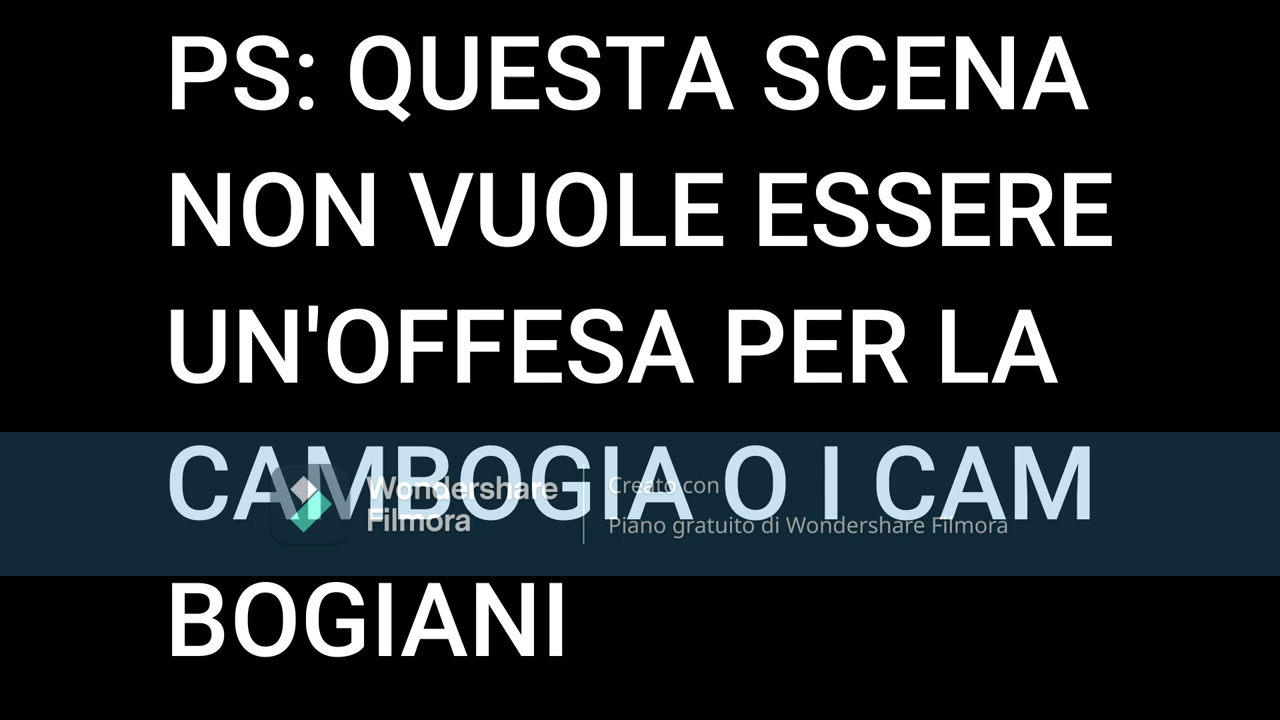 PS: QUESTA SCENA
NON VUOLE ESSERE
UN'OFFESA PER LA
CAMBOGIA O I CAM
BOGIANI
Wondershare
Filmora
Creato con
Piano gratuito di Wondershare Filmora